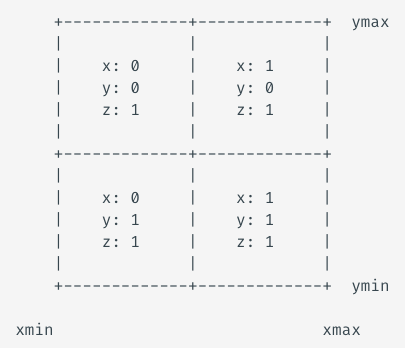 +--------------+--------------+  ymax
|              |              |
|    x: 0      |    x: 1      |
|    y: 0      |    y: 0      |
|    z: 1      |    z: 1      |
|              |              |
+--------------+--------------+
|              |              |
|    x: 0      |    x: 1      |
|    y: 1      |    y: 1      |
|    z: 1      |    z: 1      |
|              |              |
+--------------+--------------+  ymin
xmin                             xmax